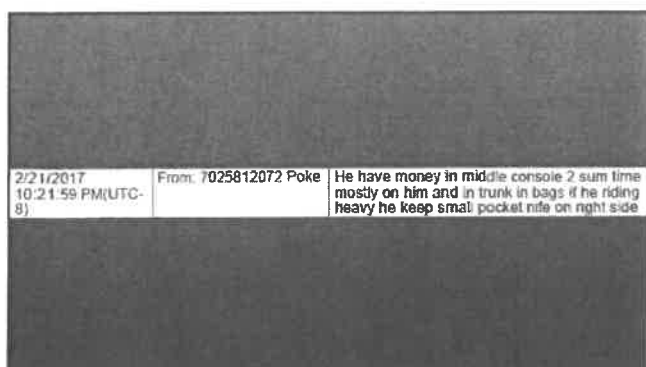 2/21/2017
10:21:59 PM(UTC-
8)
From: 7025812072 Poke
He have money in middle console 2 sum time
mostly on him and in trunk in bags if he riding
heavy he keep small pocket nife on right side